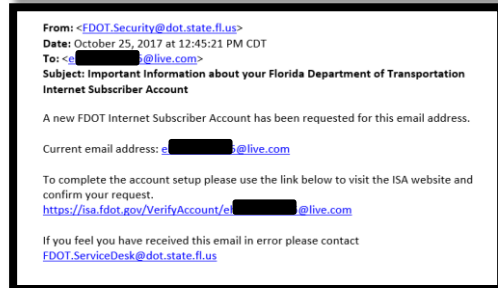 From: <FDOT.Security@dot.state.fl.us>
Date: October 25, 2017 at 12:45:21 PM CDT
To: <e 5@live.com>
Subject: Important Information about your Florida Department of Transportation
Internet Subscriber Account
A new FDOT Internet Subscriber Account has been requested for this email address.
Current email address: e 5@live.com
To complete the account setup please use the link below to visit the ISA website and
confirm your request.
https://isa.fdot.gov/VerifyAccount/e @live.com
If you feel you have received this email in error please contact
FDOT.ServiceDesk@dot.state.fl.us